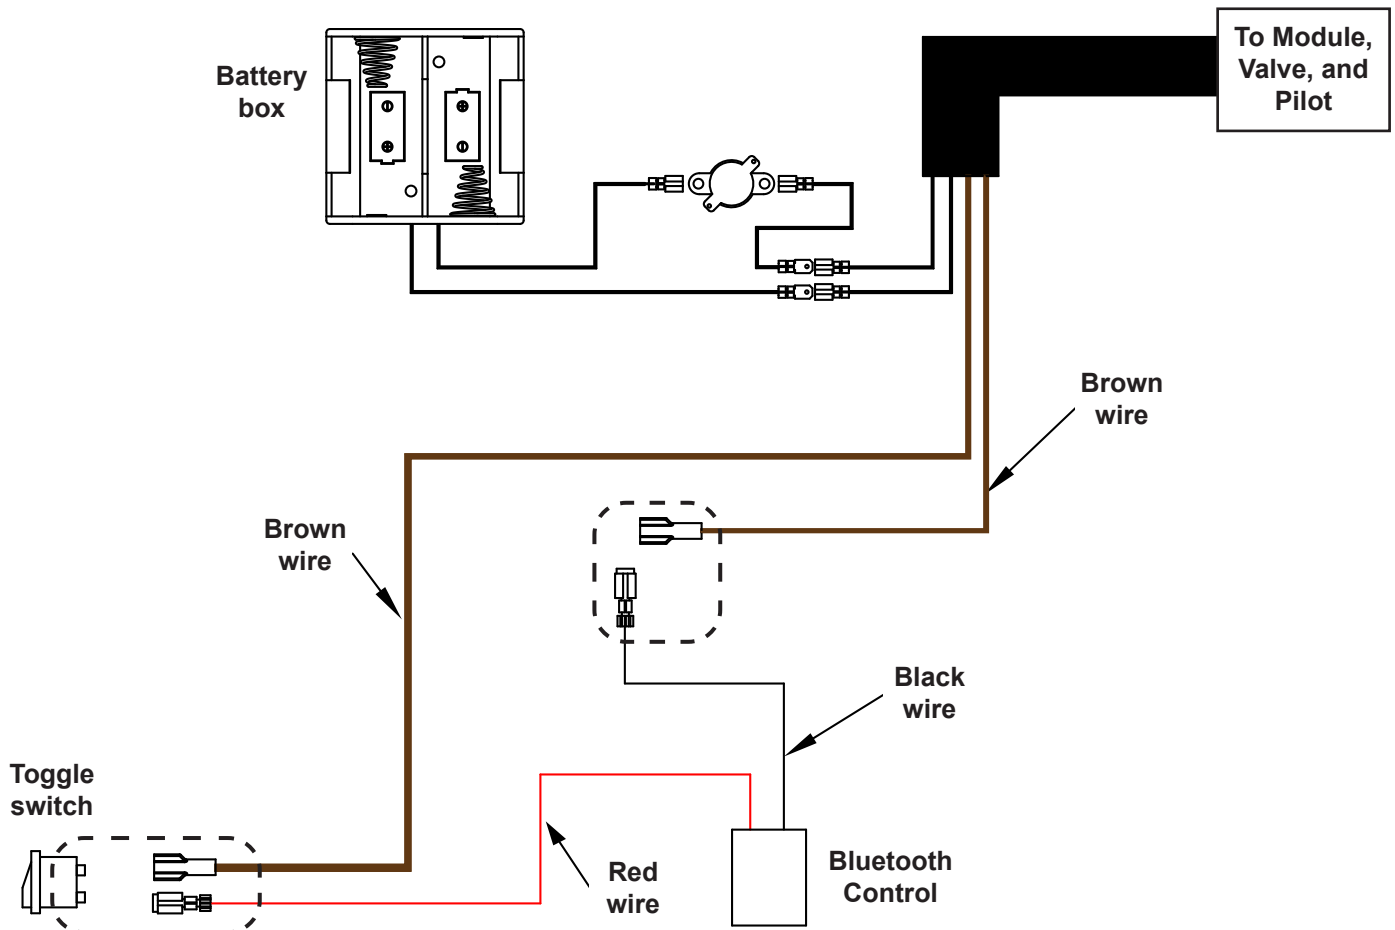 To Module,
Valve, and
Pilot
Battery
box
Brown
wire
Brown
wire
Black
wire
Toggle
switch
Red
wire
Bluetooth
Control